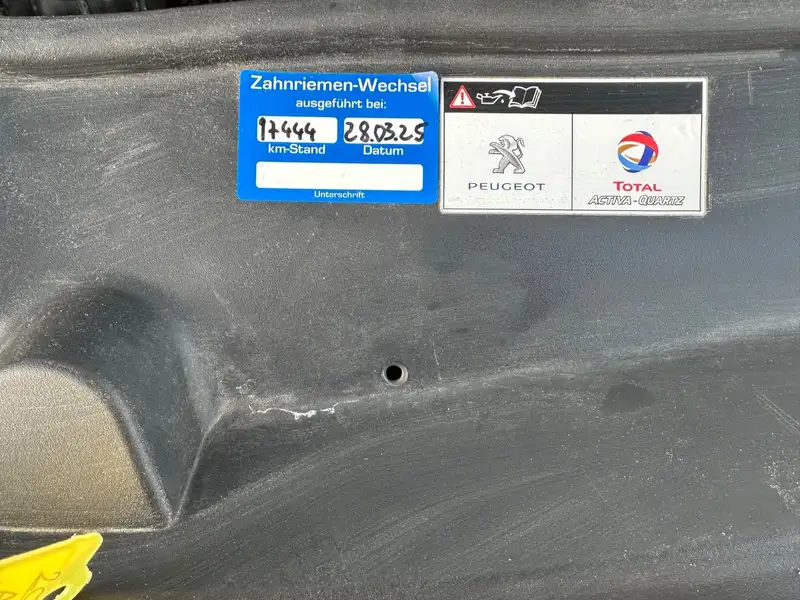 Zahnriemen-Wechsel
ausgeführt bei:
17444 28.03.25
km-Stand Datum
Unterschrift
PEUGEOT
TOTAL
ACTIVA - QUARTZ